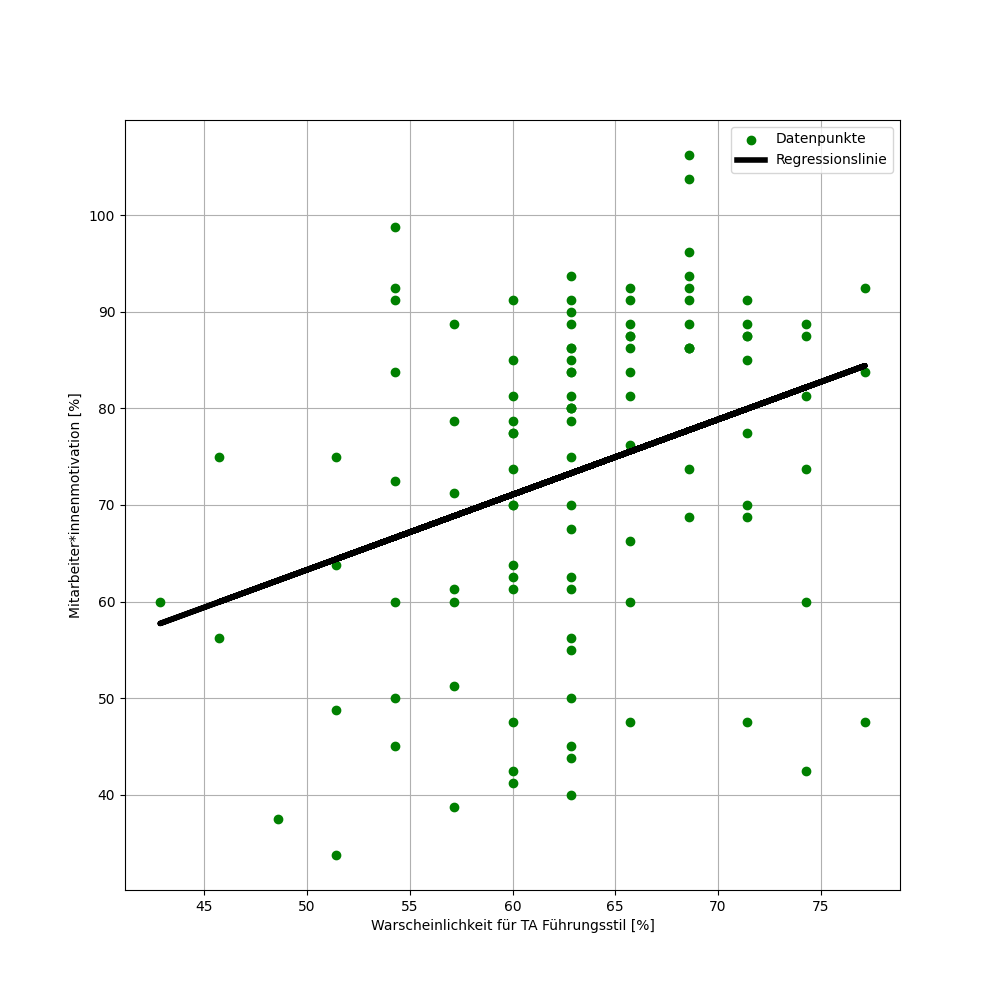 Datenpunkte
Regressionslinie
100
90
80
70
60
50
40
Mitarbeiter*innenmotivation [%]
45 50 55 60 65 70 75
Warscheinlichkeit für TA Führungsstil [%]